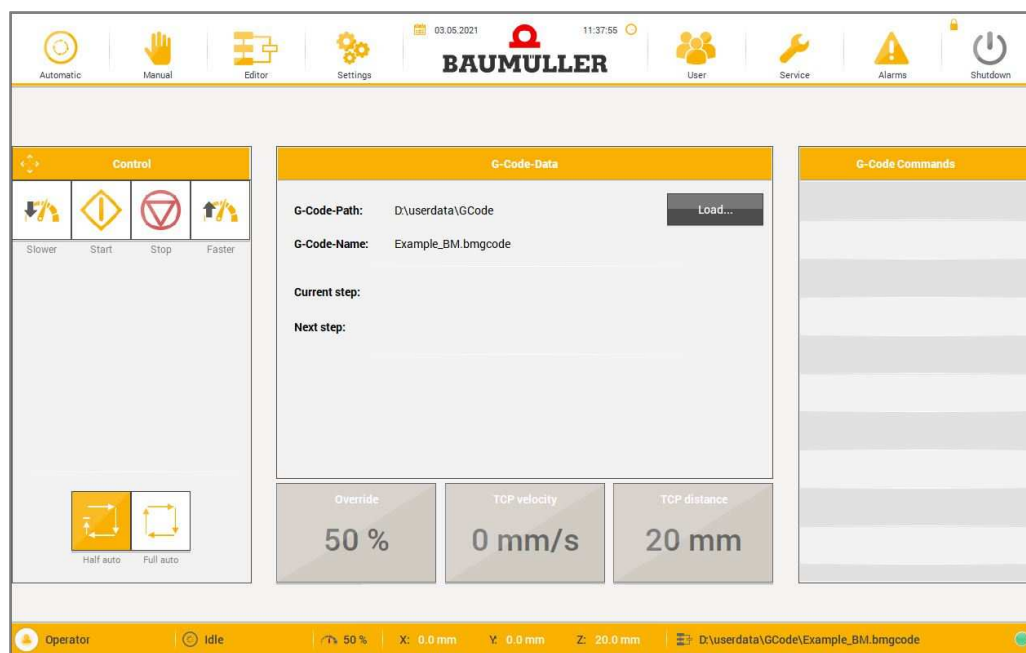 03.05.2021 11:37:55
BAUMÜLLER
Automatic Manual Editor Settings User Service Alarms Shutdown
Control
Slower Start Stop Faster
Half auto Full auto
G-Code-Data
G-Code-Path: D:\userdata\GCode Load...
G-Code-Name: Example_BM.bmgcode
Current step:
Next step:
Override TCP velocity TCP distance
50 % 0 mm/s 20 mm
G-Code Commands
Operator Idle 50 % X: 0.0 mm Y: 0.0 mm Z: 20.0 mm D:\userdata\GCode\Example_BM.bmgcode